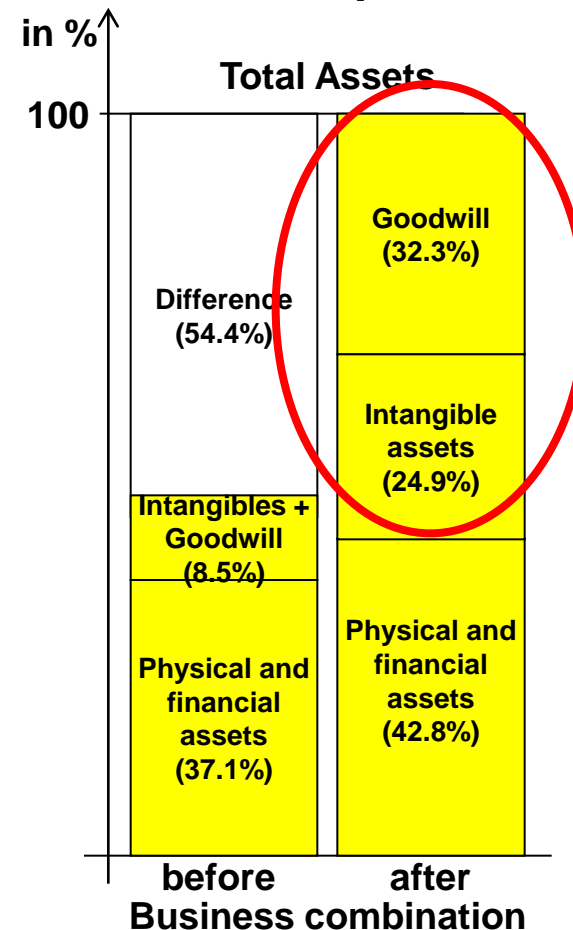 in %
Total Assets
100
Goodwill
(32.3%)
Difference
(54.4%)
Intangible
assets
(24.9%)
Intangibles +
Goodwill
(8.5%)
Physical and
financial
assets
(42.8%)
Physical and
financial
assets
(37.1%)
before after
Business combination